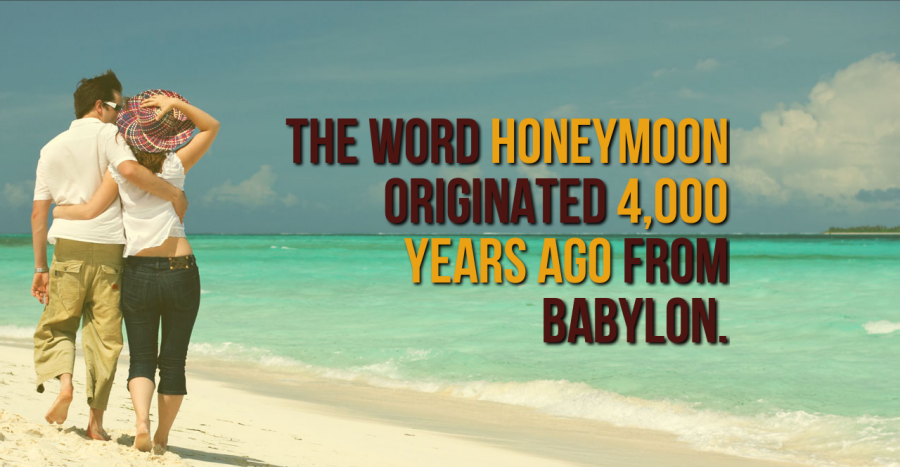 THE WORD HONEYMOON
ORIGINATED 4,000
YEARS AGO FROM
BABYLON.